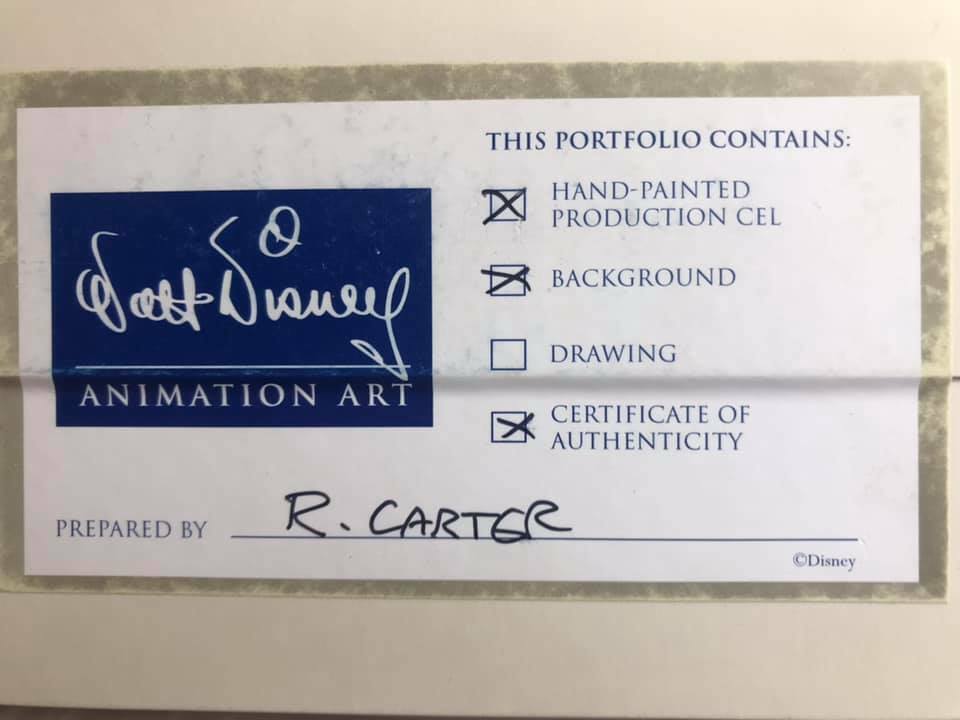 Walt Disney
ANIMATION ART
THIS PORTFOLIO CONTAINS:
HAND-PAINTED
PRODUCTION CEL
BACKGROUND
DRAWING
CERTIFICATE OF
AUTHENTICITY
PREPARED BY R. CARTER
©Disney